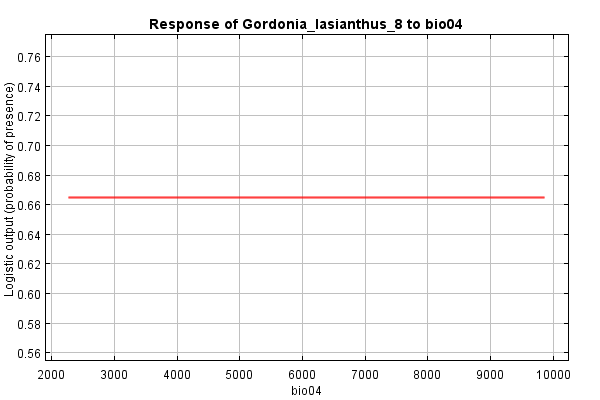 Response of Gordonia_lasianthus_8 to bio04
Logistic output (probability of presence)
0.76
0.74
0.72
0.70
0.68
0.66
0.64
0.62
0.60
0.58
0.56
2000 3000 4000 5000 6000 7000 8000 9000 10000
bio04